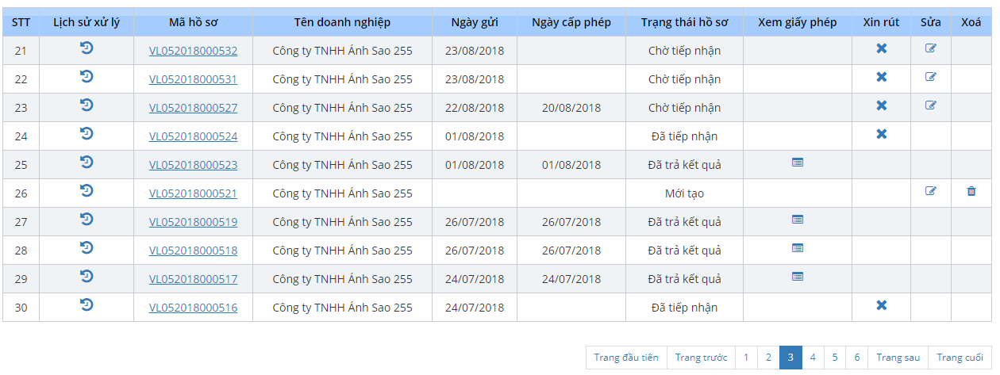 STT Lịch sử xử lý Mã hồ sơ Tên doanh nghiệp Ngày gửi Ngày cấp phép Trạng thái hồ sơ Xem giấy phép Xin rút Sửa Xoá
21 VL052018000532 Công ty TNHH Ánh Sao 255 23/08/2018 Chờ tiếp nhận
22 VL052018000531 Công ty TNHH Ánh Sao 255 23/08/2018 Chờ tiếp nhận
23 VL052018000527 Công ty TNHH Ánh Sao 255 22/08/2018 20/08/2018 Chờ tiếp nhận
24 VL052018000524 Công ty TNHH Ánh Sao 255 01/08/2018 Đã tiếp nhận
25 VL052018000523 Công ty TNHH Ánh Sao 255 01/08/2018 01/08/2018 Đã trả kết quả
26 VL052018000521 Công ty TNHH Ánh Sao 255 Mới tạo
27 VL052018000519 Công ty TNHH Ánh Sao 255 26/07/2018 26/07/2018 Đã trả kết quả
28 VL052018000518 Công ty TNHH Ánh Sao 255 26/07/2018 26/07/2018 Đã trả kết quả
29 VL052018000517 Công ty TNHH Ánh Sao 255 24/07/2018 24/07/2018 Đã trả kết quả
30 VL052018000516 Công ty TNHH Ánh Sao 255 24/07/2018 Đã tiếp nhận
Trang đầu tiên Trang trước 1 2 3 4 5 6 Trang sau Trang cuối